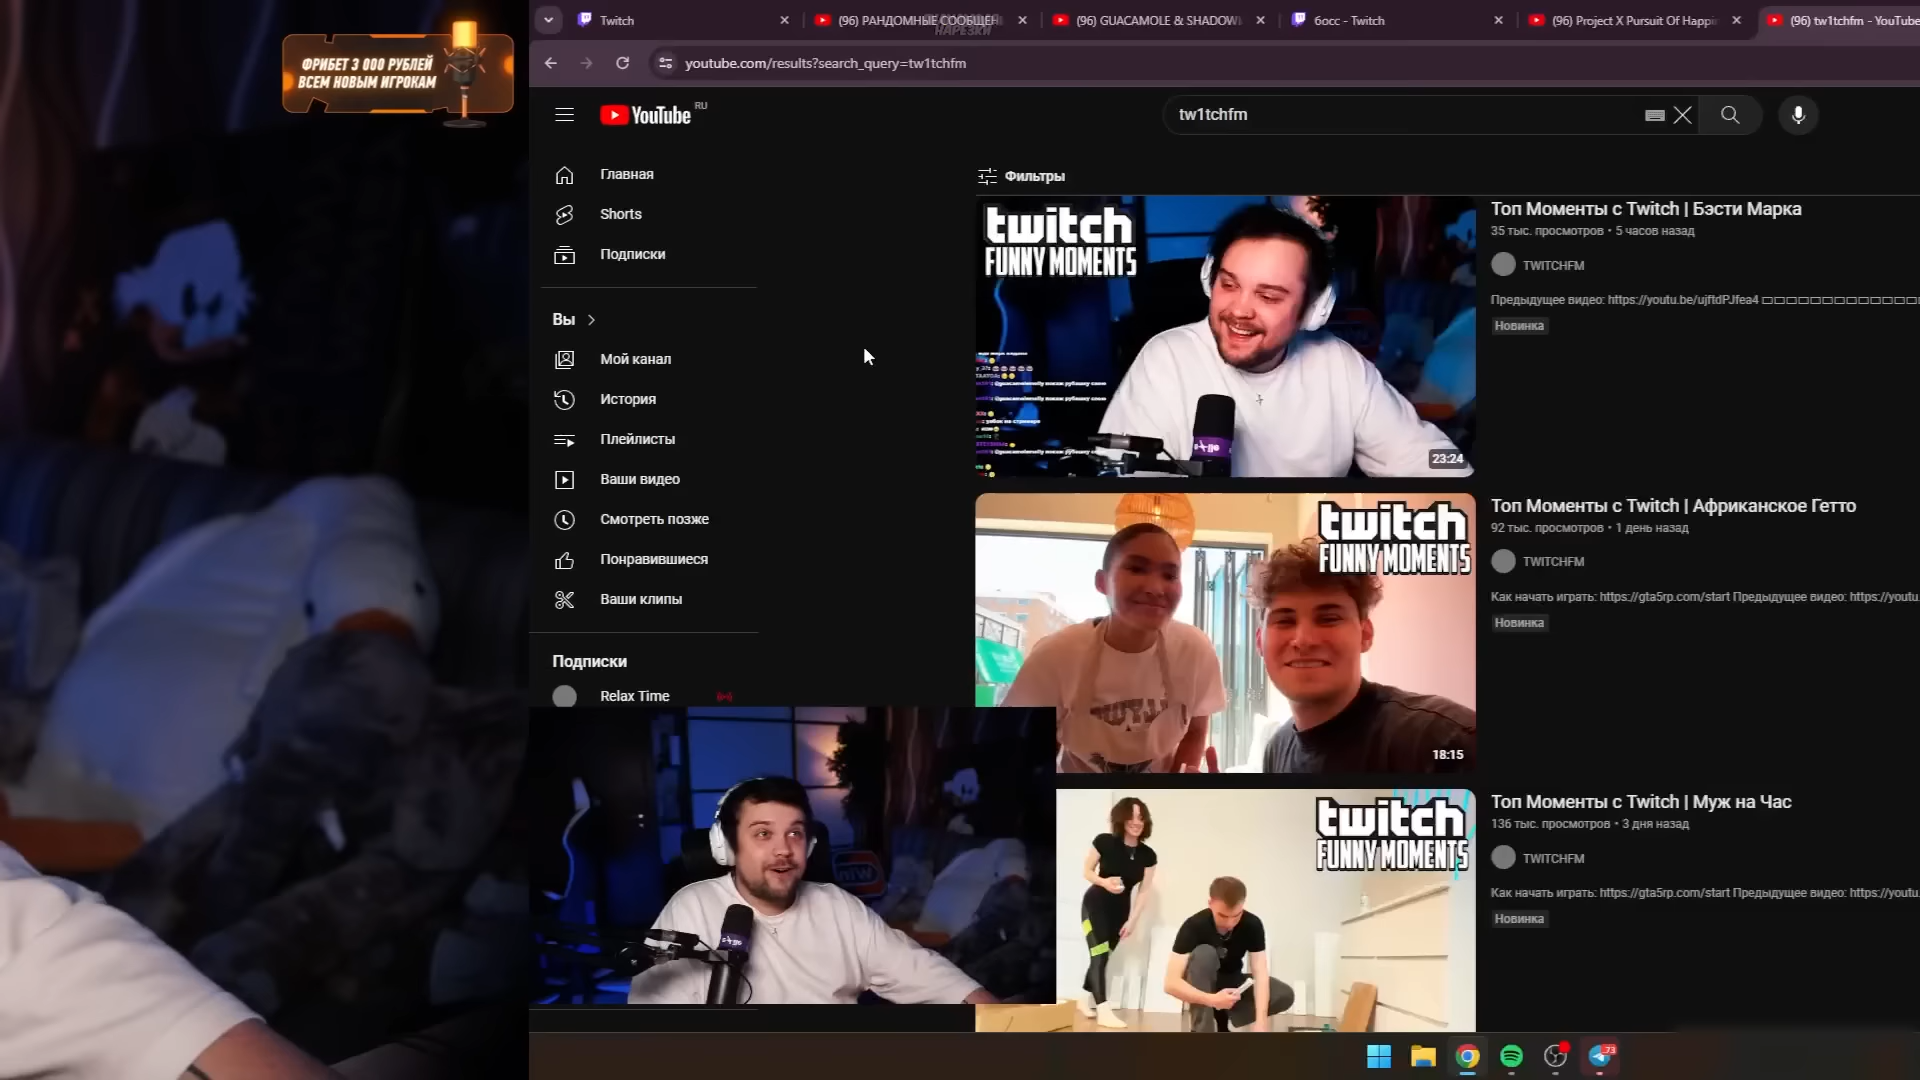 ФРИБЕТ 3 000 РУБЛЕЙ
ВСЕМ НОВЫМ ИГРОКАМ
Twitch
(96) РАНДОМНЫЕ СООБЩЕН
НАРЕЗКИ
(96) GUACAMOLE & SHADOW
босс - Twitch
(96) Project X Pursuit Of Happi
(96) tw1tchfm - YouTube
youtube.com/results?search_query=tw1tchfm
YouTube RU
tw1tchfm
Главная
Shorts
Подписки
Вы
Мой канал
История
Плейлисты
Ваши видео
Смотреть позже
Понравившиеся
Ваши клипы
Подписки
Relax Time
Фильтры
twitch
FUNNY MOMENTS
23:24
Топ Моменты с Twitch | Бэсти Марка
35 тыс. просмотров • 5 часов назад
TWITCHFM
Предыдущее видео: https://youtu.be/ujftdPJfea4
Новинка
twitch
FUNNY MOMENTS
18:15
Топ Моменты с Twitch | Африканское Гетто
92 тыс. просмотров • 1 день назад
TWITCHFM
Как начать играть: https://gta5rp.com/start Предыдущее видео: https://youtu
Новинка
twitch
FUNNY MOMENTS
Топ Моменты с Twitch | Муж на Час
136 тыс. просмотров • 3 дня назад
TWITCHFM
Как начать играть: https://gta5rp.com/start Предыдущее видео: https://youtu
Новинка
73